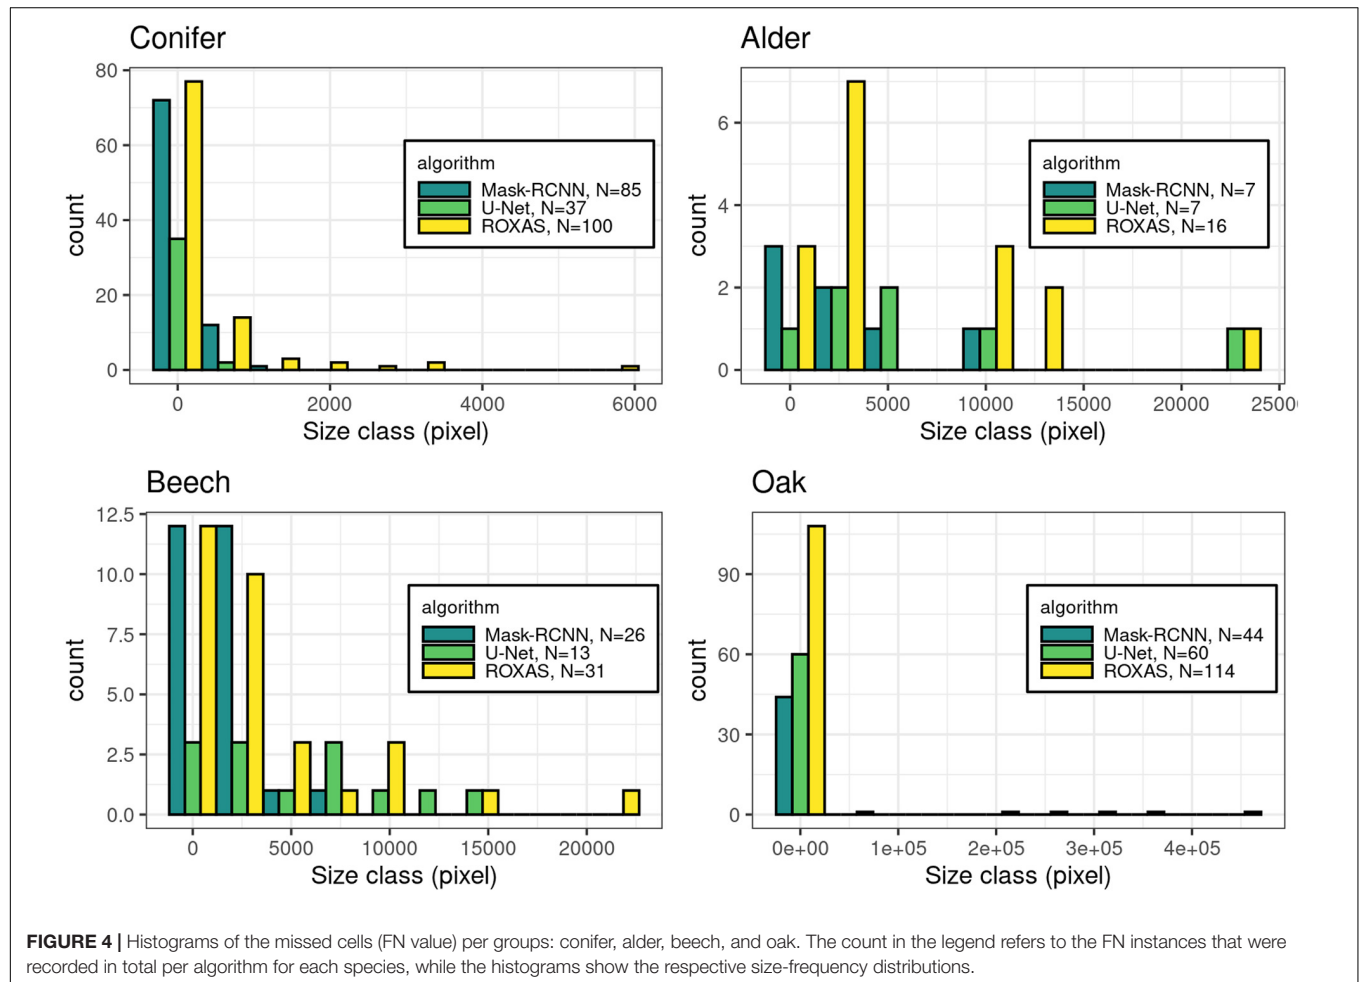 Conifer
80
60
40
20
0
count
algorithm
Mask-RCNN, N=85
U-Net, N=37
ROXAS, N=100
0 2000 4000 6000
Size class (pixel)
Alder
6
4
2
0
count
algorithm
Mask-RCNN, N=7
U-Net, N=7
ROXAS, N=16
0 5000 10000 15000 20000 2500
Size class (pixel)
Beech
12.5
10.0
7.5
5.0
2.5
0.0
count
algorithm
Mask-RCNN, N=26
U-Net, N=13
ROXAS, N=31
0 5000 10000 15000 20000
Size class (pixel)
Oak
90
60
30
0
count
algorithm
Mask-RCNN, N=44
U-Net, N=60
ROXAS, N=114
0e+00 1e+05 2e+05 3e+05 4e+05
Size class (pixel)
FIGURE 4 | Histograms of the missed cells (FN value) per groups: conifer, alder, beech, and oak. The count in the legend refers to the FN instances that were
recorded in total per algorithm for each species, while the histograms show the respective size-frequency distributions.